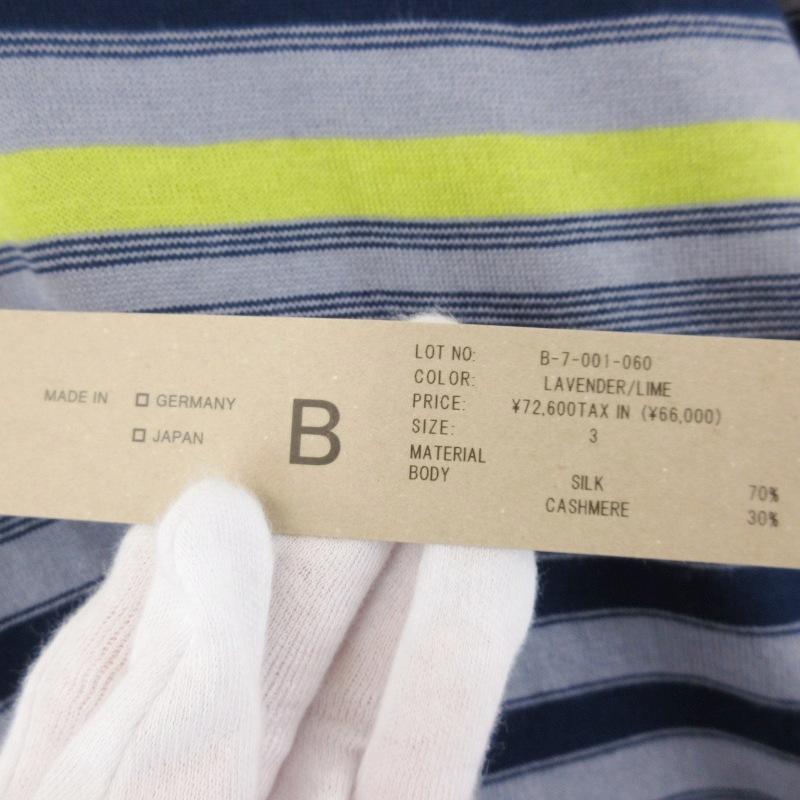 MADE IN ☐ GERMANY
☐ JAPAN
B
LOT NO: B-7-001-060
COLOR: LAVENDER/LIME
PRICE: ¥72,600TAX IN (¥66,000)
SIZE: 3
MATERIAL
BODY
SILK 70%
CASHMERE 30%